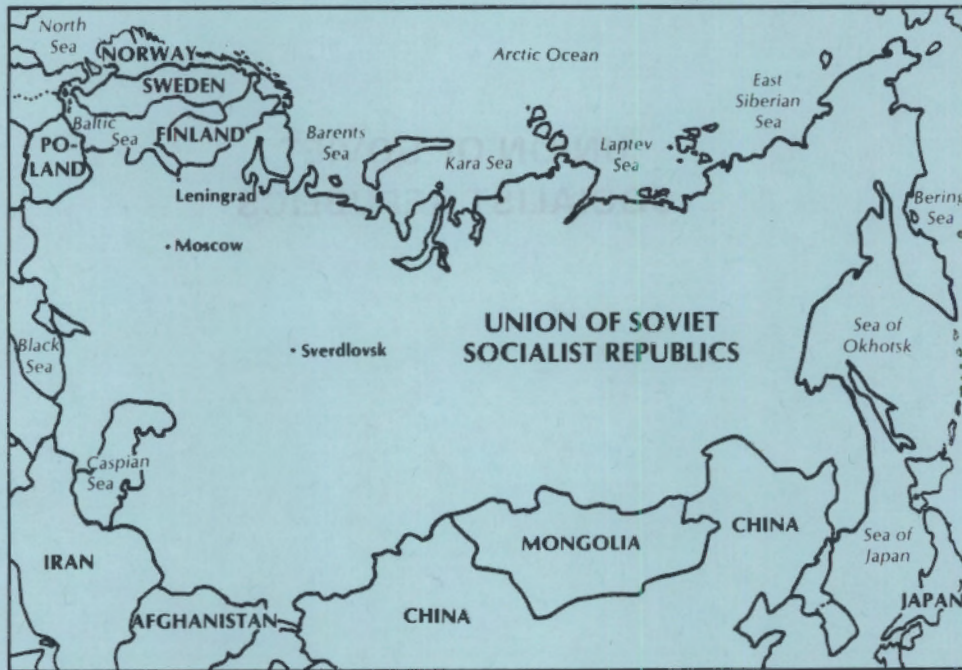 North
Sea
NORWAY
Arctic Ocean
SWEDEN
East
Siberian
Sea
Baltic
Sea
FINLAND
Barents
Sea
Kara Sea
Laptev
Sea
PO-
LAND
Leningrad
Bering
Sea
• Moscow
UNION OF SOVIET
SOCIALIST REPUBLICS
Sea of
Okhotsk
Black
Sea
• Sverdlovsk
Caspian
Sea
IRAN
MONGOLIA
CHINA
Sea of
Japan
AFGHANISTAN
CHINA
JAPAN